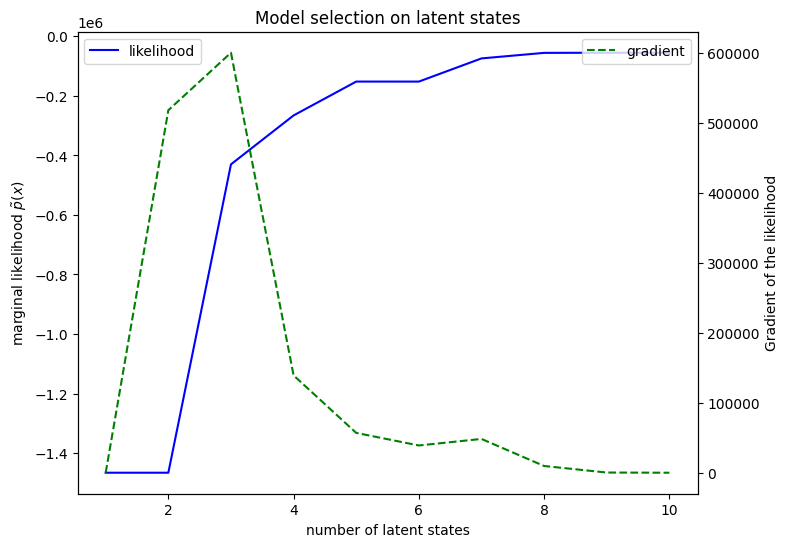 Model selection on latent states
1e6
likelihood
gradient
0.0
−0.2
−0.4
−0.6
−0.8
−1.0
−1.2
−1.4
marginal likelihood p̃(x)
600000
500000
400000
300000
200000
100000
0
Gradient of the likelihood
2 4 6 8 10
number of latent states